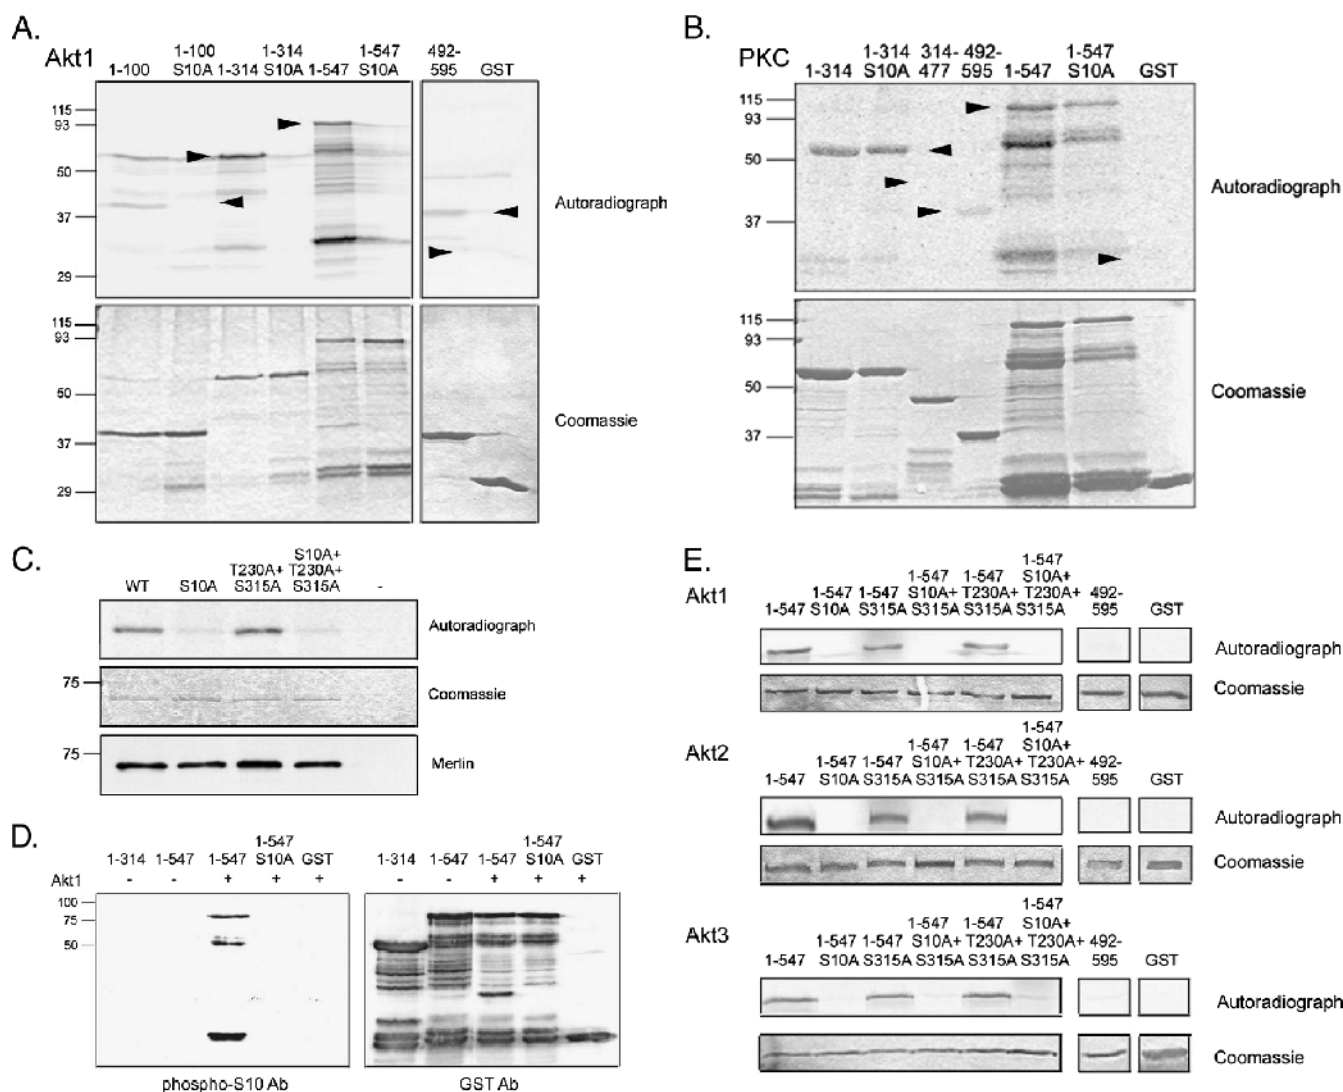 A.
Akt1
1-100
1-100 S10A
1-314
1-314 S10A
1-547
1-547 S10A
492-595
GST
115
93
50
37
29
Autoradiograph
115
93
50
37
29
Coomassie
B.
PKC
1-314
1-314 S10A
314-477
492-595
1-547
1-547 S10A
GST
115
93
50
37
Autoradiograph
115
93
50
37
Coomassie
C.
WT
S10A
T230A+ S315A
S10A+ T230A+ S315A
-
Autoradiograph
75
Coomassie
75
Merlin
D.
1-314
1-547
1-547
1-547 S10A
GST
1-314
1-547
1-547
1-547 S10A
GST
Akt1 - - + + + - - + + +
100
75
50
phospho-S10 Ab
GST Ab
E.
Akt1
1-547
1-547 S10A
1-547 S315A
1-547 S10A+ S315A
1-547 T230A+ S315A
1-547 S10A+ T230A+ S315A
492-595
GST
Autoradiograph
Coomassie
Akt2
1-547
1-547 S10A
1-547 S315A
1-547 S10A+ S315A
1-547 T230A+ S315A
1-547 S10A+ T230A+ S315A
492-595
GST
Autoradiograph
Coomassie
Akt3
1-547
1-547 S10A
1-547 S315A
1-547 S10A+ S315A
1-547 T230A+ S315A
1-547 S10A+ T230A+ S315A
492-595
GST
Autoradiograph
Coomassie